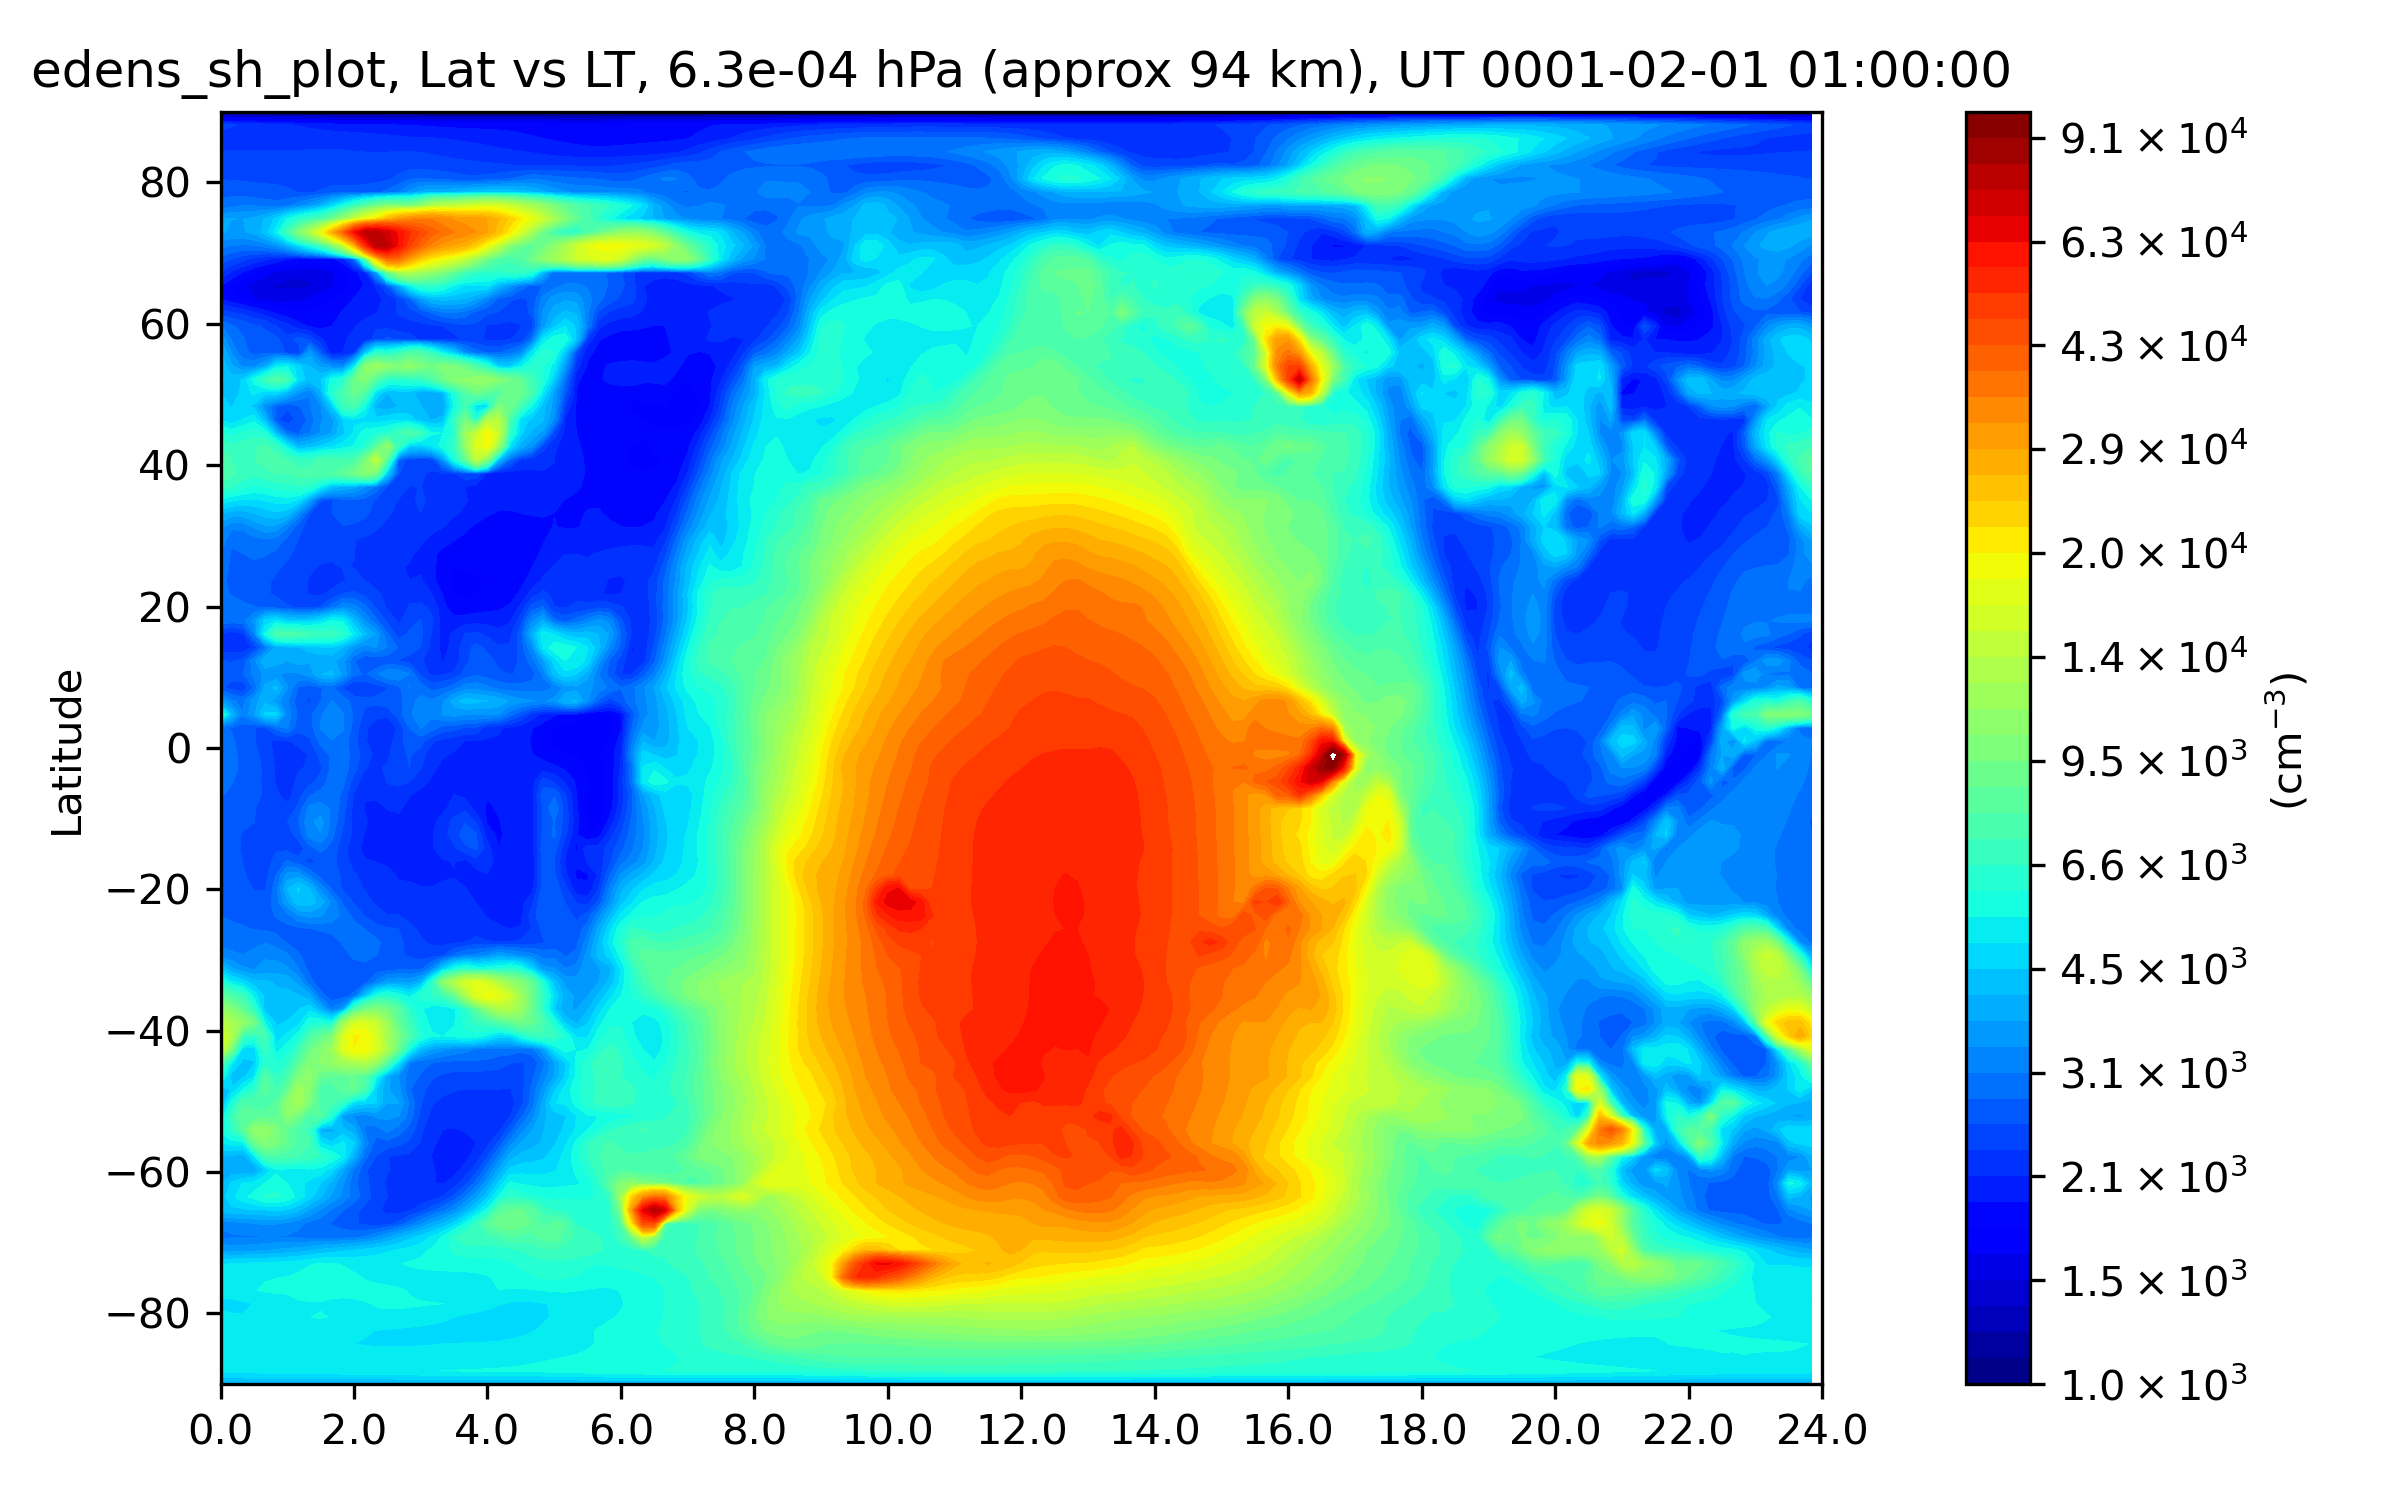 edens_sh_plot, Lat vs LT, 6.3e-04 hPa (approx 94 km), UT 0001-02-01 01:00:00
Latitude
80
60
40
20
0
−20
−40
−60
−80
0.0 2.0 4.0 6.0 8.0 10.0 12.0 14.0 16.0 18.0 20.0 22.0 24.0
9.1 × 10⁴
6.3 × 10⁴
4.3 × 10⁴
2.9 × 10⁴
2.0 × 10⁴
1.4 × 10⁴
9.5 × 10³
6.6 × 10³
4.5 × 10³
3.1 × 10³
2.1 × 10³
1.5 × 10³
1.0 × 10³
(cm⁻³)